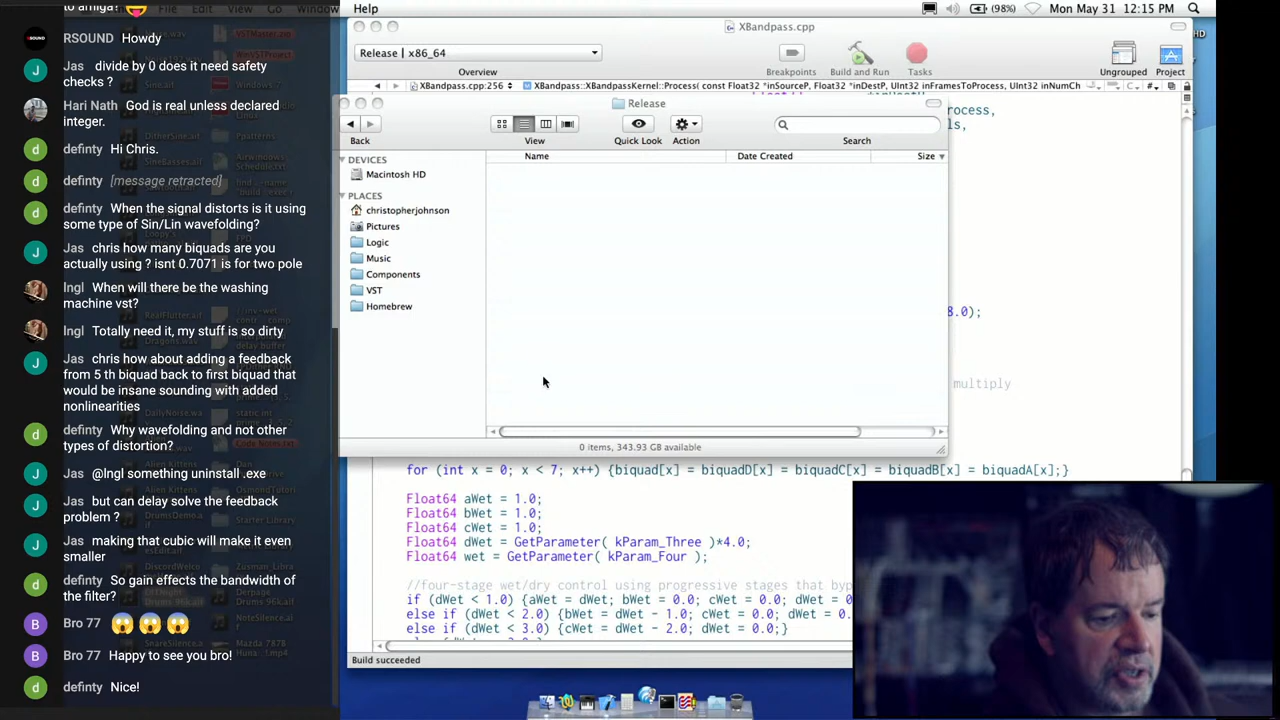 to amiga?
RSOUND Howdy
Jas divide by 0 does it need safety
checks ?
Hari Nath God is real unless declared
integer.
definty Hi Chris.
definty [message retracted]
definty When the signal distorts is it using
some type of Sin/Lin wavefolding?
Jas chris how many biquads are you
actually using ? isnt 0.7071 is for two pole
lngl When will there be the washing
machine vst?
lngl Totally need it, my stuff is so dirty
Jas chris how about adding a feedback
from 5 th biquad back to first biquad that
would be insane sounding with added
nonlinearities
definty Why wavefolding and not other
types of distortion?
Jas @lngl something uninstall .exe
Jas but can delay solve the feedback
problem ?
Jas making that cubic will make it even
smaller
definty So gain effects the bandwidth of
the filter?
Bro 77
Bro 77 Happy to see you bro!
definty Nice!
Help
(98%) Mon May 31 12:15 PM
XBandpass.cpp
Release | x86_64
Overview
Breakpoints
Build and Run
Tasks
Ungrouped
Project
XBandpass.cpp:256
XBandpass::XBandpassKernel::Process( const Float32 *inSourceP, Float32 *inDestP, UInt32 inFramesToProcess, UInt32 inNumCh
ocess,
s,
Release
Back
View
Quick Look
Action
Search
DEVICES
Macintosh HD
PLACES
christopherjohnson
Pictures
Logic
Music
Components
VST
Homebrew
Name
Date Created
Size
8.0);
multiply
0 items, 343.93 GB available
for (int x = 0; x < 7; x++) {biquad[x] = biquadD[x] = biquadC[x] = biquadB[x] = biquadA[x];}
Float64 aWet = 1.0;
Float64 bWet = 1.0;
Float64 cWet = 1.0;
Float64 dWet = GetParameter( kParam_Three )*4.0;
Float64 wet = GetParameter( kParam_Four );
//four-stage wet/dry control using progressive stages that byp
if (dWet < 1.0) {aWet = dWet; bWet = 0.0; cWet = 0.0; dWet = 0
else if (dWet < 2.0) {bWet = dWet - 1.0; cWet = 0.0; dWet = 0.
else if (dWet < 3.0) {cWet = dWet - 2.0; dWet = 0.0;}
Build succeeded